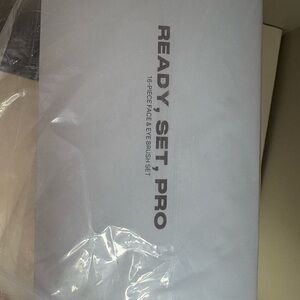 READY, SET, PRO
16-PIECE FACE & EYE BRUSH SET